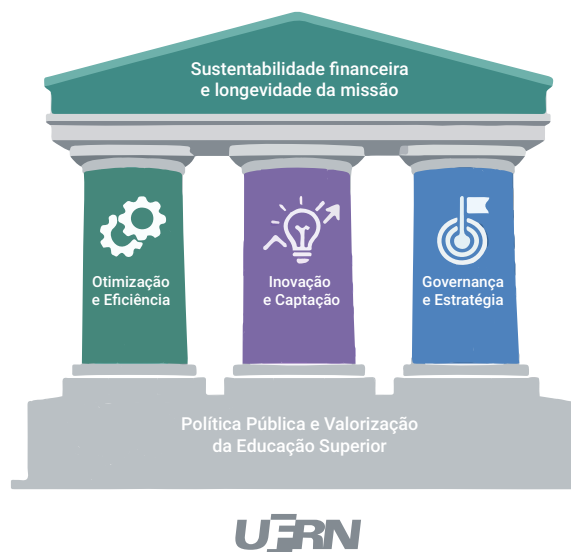 Sustentabilidade financeira
e longevidade da missão
Otimização
e Eficiência
Inovação
e Captação
Governança
e Estratégia
Política Pública e Valorização
da Educação Superior
UFRN